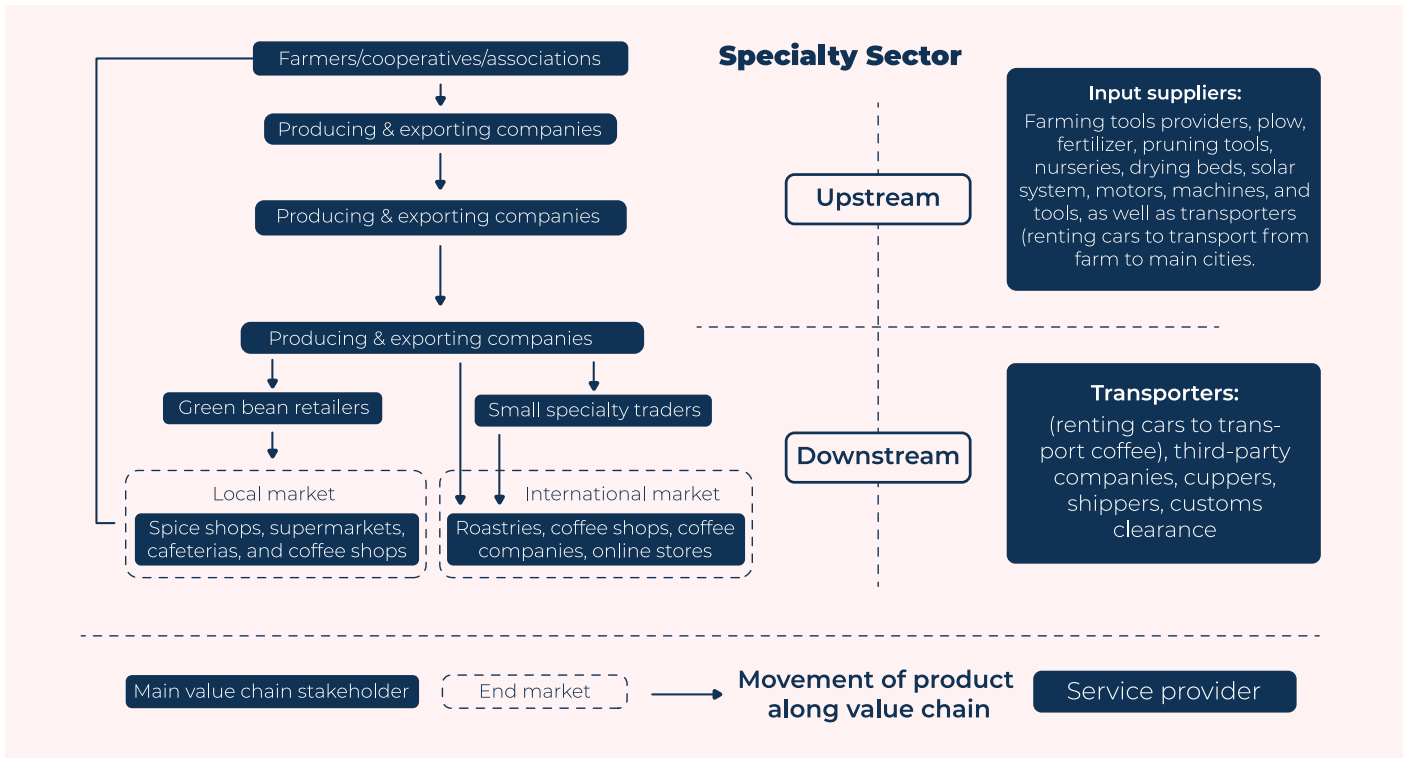 Specialty Sector
Farmers/cooperatives/associations
Producing & exporting companies
Producing & exporting companies
Producing & exporting companies
Green bean retailers
Small specialty traders
Local market
Spice shops, supermarkets,
cafeterias, and coffee shops
International market
Roastries, coffee shops, coffee
companies, online stores
Upstream
Downstream
Input suppliers:
Farming tools providers, plow,
fertilizer, pruning tools,
nurseries, drying beds, solar
system, motors, machines, and
tools, as well as transporters
(renting cars to transport from
farm to main cities.
Transporters:
(renting cars to trans-
port coffee), third-party
companies, cuppers,
shippers, customs
clearance
Main value chain stakeholder
End market
Movement of product
along value chain
Service provider